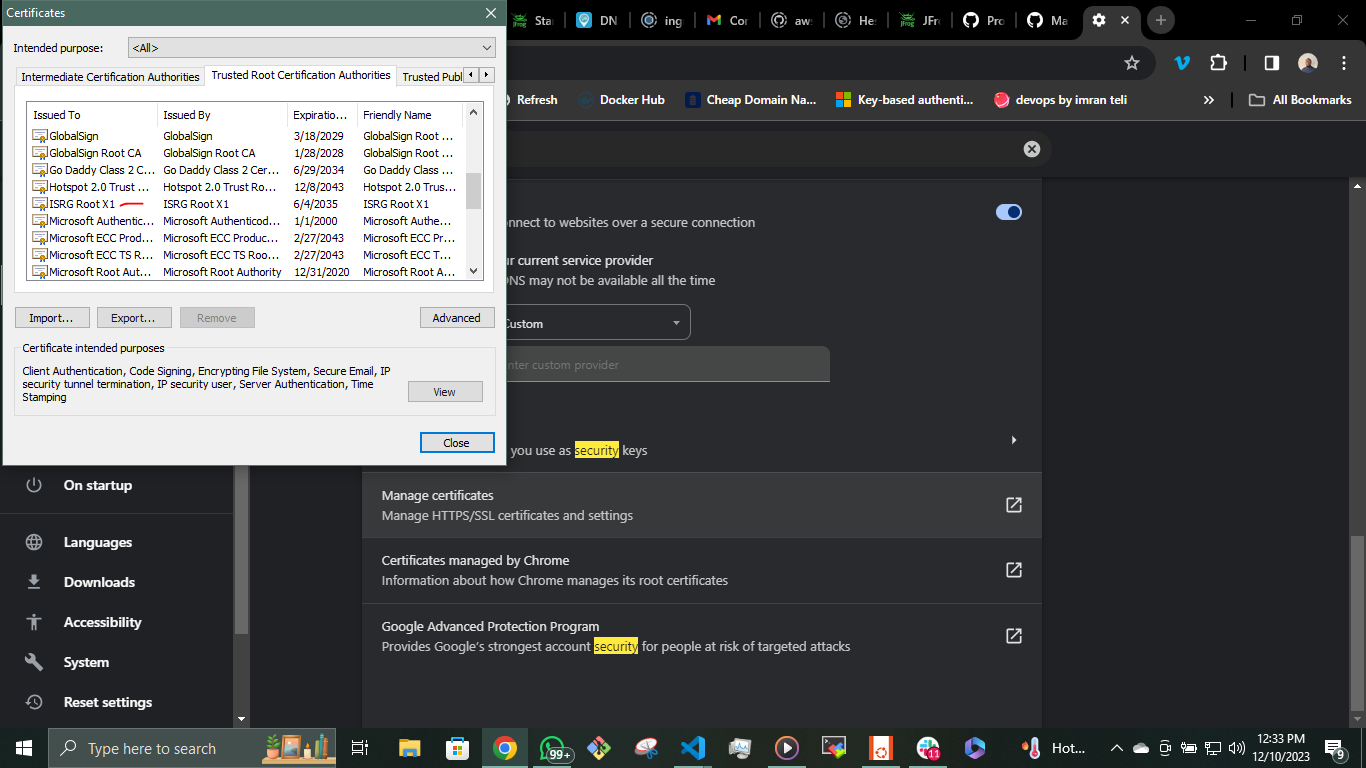 Certificates
Sta
DN
ing
Cor
aws
He:
JFr
Pro
Ma
Intended purpose:
<All>
Intermediate Certification Authorities
Trusted Root Certification Authorities
Trusted Publ
Refresh
Docker Hub
Cheap Domain Na...
Key-based authenti...
devops by imran teli
All Bookmarks
Issued To Issued By Expiratio... Friendly Name
GlobalSign GlobalSign 3/18/2029 GlobalSign Root ...
GlobalSign Root CA GlobalSign Root CA 1/28/2028 GlobalSign Root ...
Go Daddy Class 2 C... Go Daddy Class 2 Cer... 6/29/2034 Go Daddy Class ...
Hotspot 2.0 Trust ... Hotspot 2.0 Trust Ro... 12/8/2043 Hotspot 2.0 Trus...
ISRG Root X1 ISRG Root X1 6/4/2035 ISRG Root X1
Microsoft Authentic... Microsoft Authenticod... 1/1/2000 Microsoft Authe...
Microsoft ECC Prod... Microsoft ECC Produc... 2/27/2043 Microsoft ECC Pr...
Microsoft ECC TS R... Microsoft ECC TS Roo... 2/27/2043 Microsoft ECC T...
Microsoft Root Aut... Microsoft Root Authority 12/31/2020 Microsoft Root A...
Import...
Export...
Remove
Advanced
Certificate intended purposes
Client Authentication, Code Signing, Encrypting File System, Secure Email, IP
security tunnel termination, IP security user, Server Authentication, Time
Stamping
View
Close
nnect to websites over a secure connection
ur current service provider
DNS may not be available all the time
Custom
nter custom provider
you use as security keys
Manage certificates
Manage HTTPS/SSL certificates and settings
Certificates managed by Chrome
Information about how Chrome manages its root certificates
Google Advanced Protection Program
Provides Google's strongest account security for people at risk of targeted attacks
On startup
Languages
Downloads
Accessibility
System
Reset settings
Type here to search
99+
11
Hot...
12:33 PM
12/10/2023
9